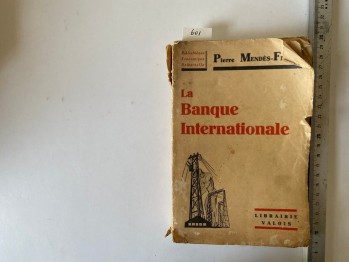 601
Pierre MENDÈS-F
La
Banque
Internationale
LIBRAIRIE
VALOIS